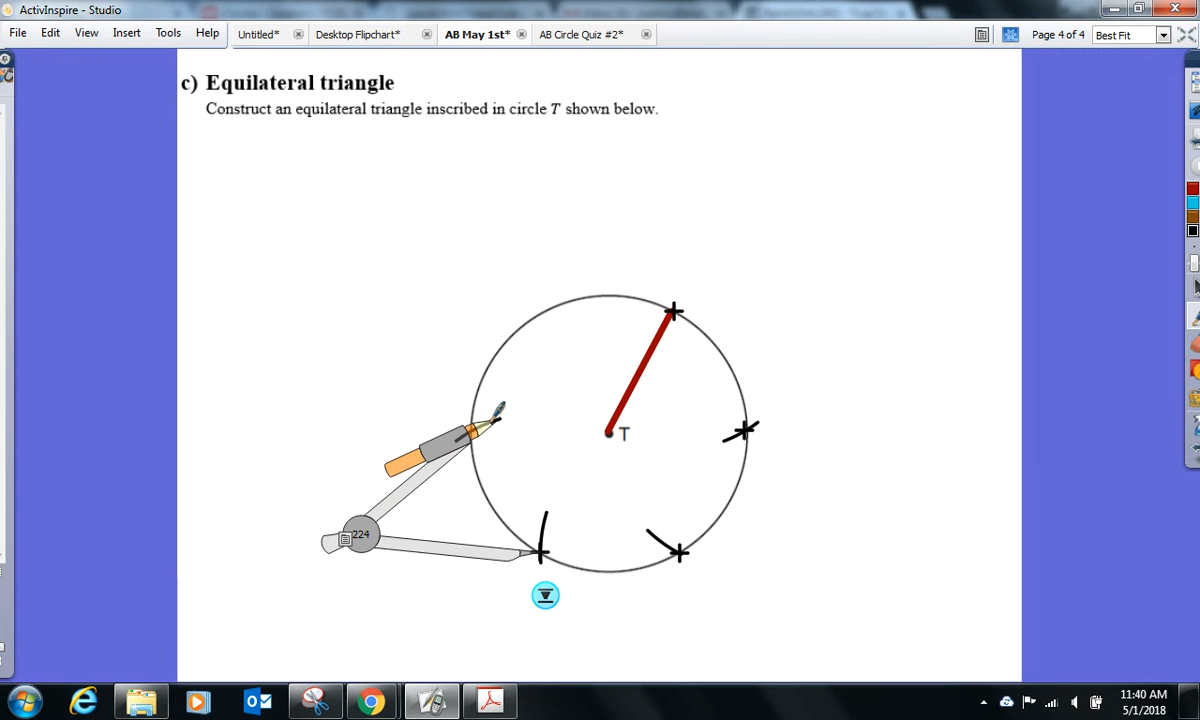 ActivInspire - Studio
File Edit View Insert Tools Help Untitled* Desktop Flipchart* AB May 1st* AB Circle Quiz #2* Page 4 of 4 Best Fit
c) Equilateral triangle
Construct an equilateral triangle inscribed in circle T shown below.
T
224
11:40 AM
5/1/2018